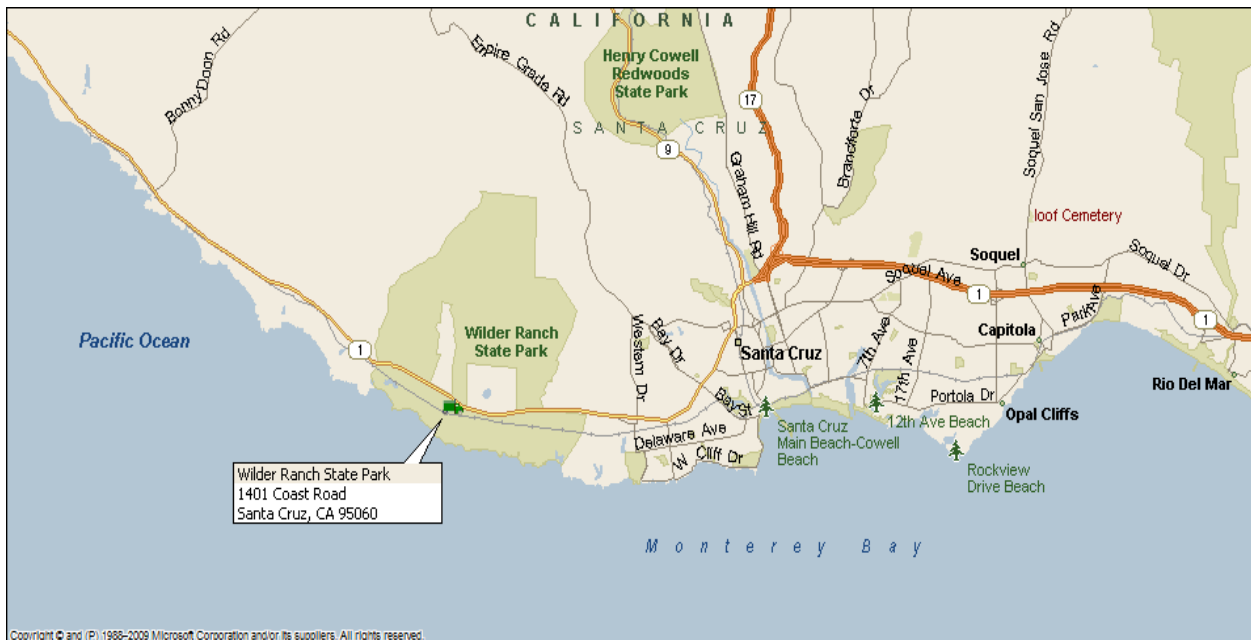 CALIFORNIA
Bonny Doon Rd
Empire Grade Rd
Henry Cowell
Redwoods
State Park
17
Branciforte Dr
Soquel San Jose Rd
SANTA CRUZ
9
Graham Hill Rd
Ioof Cemetery
Soquel
Soquel Dr
Soquel Ave
1
Park Ave
1
Capitola
Pacific Ocean
1
Wilder Ranch
State Park
Western Dr
Bay Dr
Santa Cruz
7th Ave
17th Ave
Rio Del Mar
Portola Dr
Opal Cliffs
Bay St
Santa Cruz
Main Beach-Cowell
Beach
12th Ave Beach
Delaware Ave
W Cliff Dr
Rockview
Drive Beach
Wilder Ranch State Park
1401 Coast Road
Santa Cruz, CA 95060
Monterey Bay
Copyright © and (P) 1988–2009 Microsoft Corporation and/or its suppliers. All rights reserved.